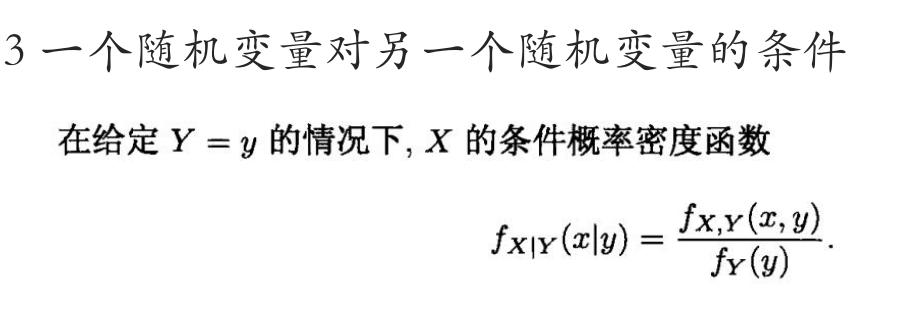 3 一个随机变量对另一个随机变量的条件
在给定 Y = y 的情况下, X 的条件概率密度函数
f_{X|Y}(x|y) = \frac{f_{X,Y}(x, y)}{f_Y(y)}.